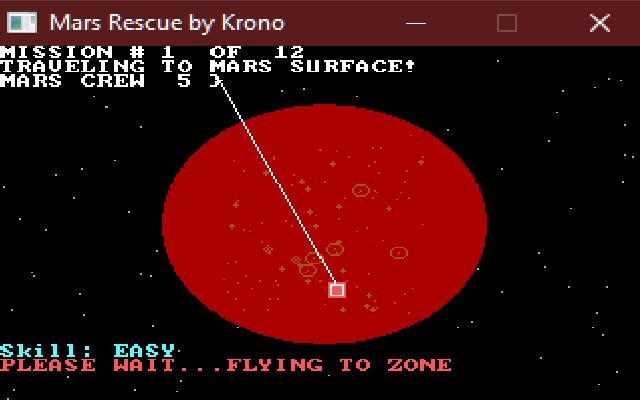 Mars Rescue by Krono
MISSION # 1 OF 12
TRAVELING TO MARS SURFACE!
MARS CREW 5 3
Skill: EASY
PLEASE WAIT...FLYING TO ZONE